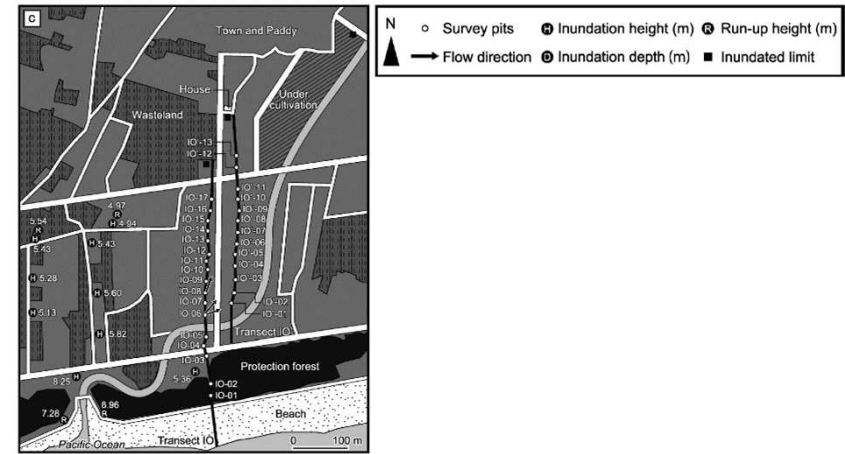 C
Town and Paddy
House
Under
cultivation
Wasteland
IO'-13
IO'-12
IO-17
IO-16
IO-15
IO-14
IO-13
IO-12
IO-11
IO-10
IO-09
IO-08
IO-07
IO-06
IO-05
IO-04
IO-03
IO-02
IO-01
IO'-11
IO'-10
IO'-09
IO'-08
IO'-07
IO'-06
IO'-05
IO'-04
IO'-03
IO'-02
IO'-01
4.97
R
H 4.94
5.54
R
H
5.43
H 5.43
H 5.28
H 5.60
H 5.13
H 5.82
Transect IO'
Protection forest
H
8.25
H
5.36
7.26
R
6.96
R
Beach
Pacific Ocean
Transect IO
0 100 m
N
Survey pits
H Inundation height (m)
R Run-up height (m)
Flow direction
D Inundation depth (m)
Inundated limit